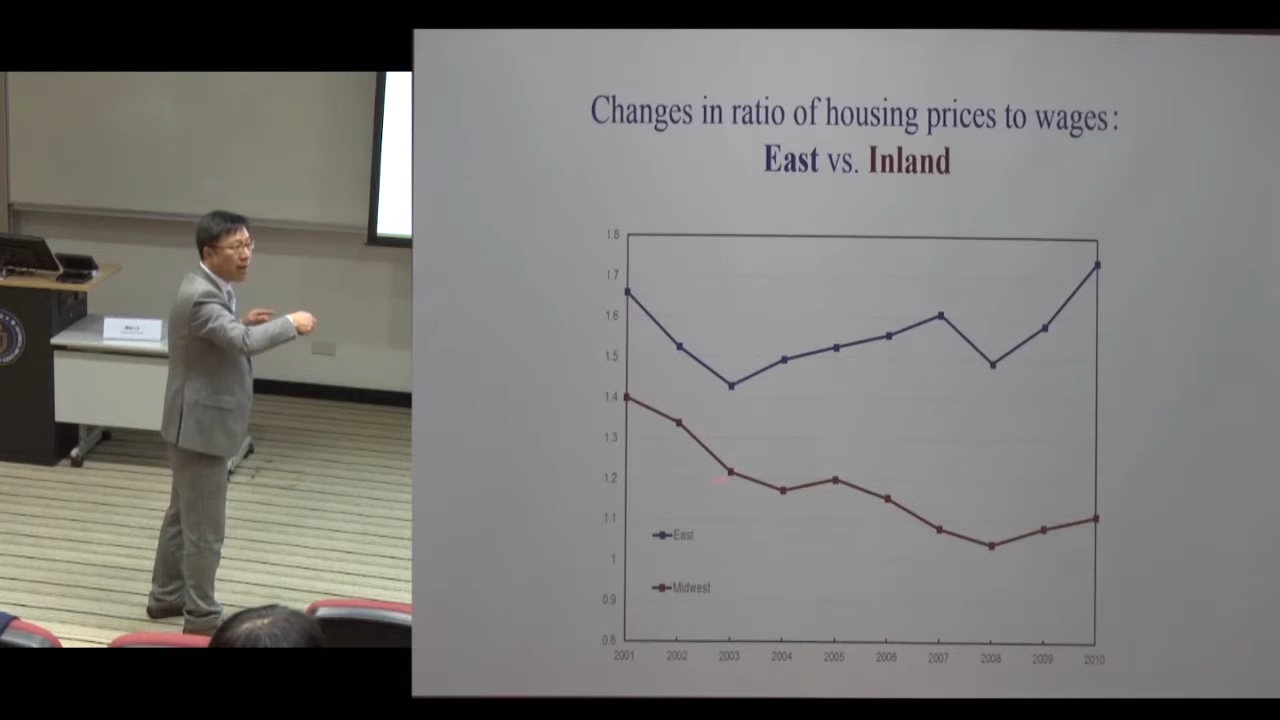 Changes in ratio of housing prices to wages:
East vs. Inland
1.8
1.7
1.6
1.5
1.4
1.3
1.2
1.1
1
0.9
0.8
East
Midwest
2001 2002 2003 2004 2005 2006 2007 2008 2009 2010